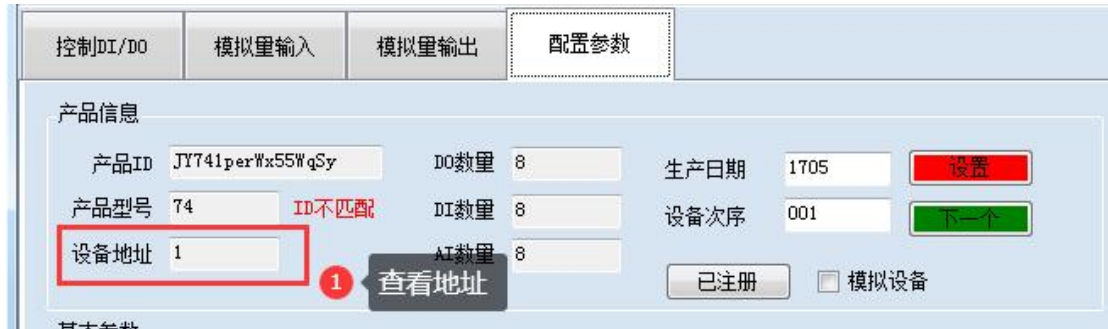 控制DI/DO 模拟量输入 模拟量输出 配置参数
产品信息
产品ID JY741perWx55WqSy DO数量 8 生产日期 1705 设置
产品型号 74 ID不匹配 DI数量 8 设备次序 001 下一个
设备地址 1 AI数量 8
1 查看地址 已注册 模拟设备
基本参数